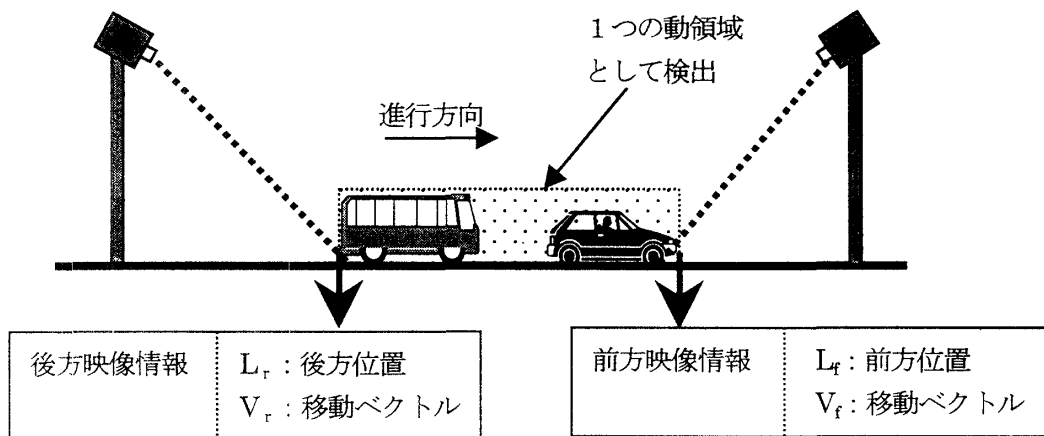 １つの動領域
として検出
進行方向
後方映像情報
Lr：後方位置
Vr：移動ベクトル
前方映像情報
Lf：前方位置
Vf：移動ベクトル